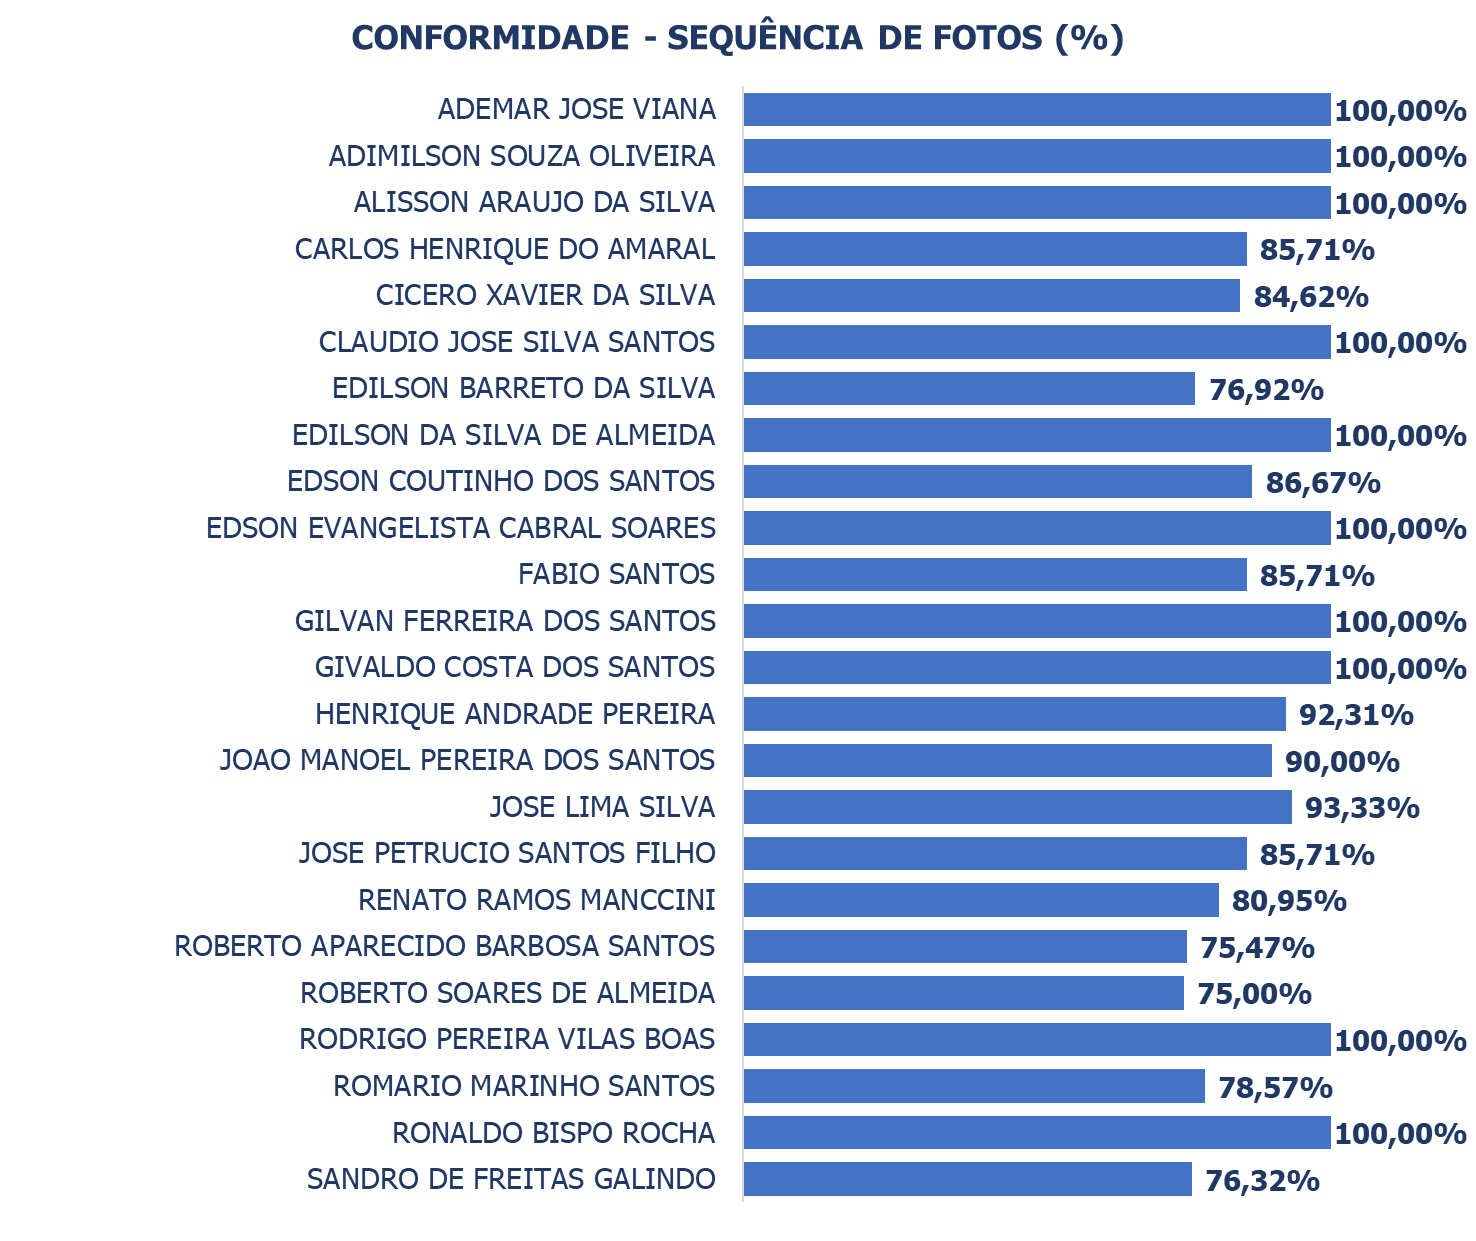 CONFORMIDADE - SEQUÊNCIA DE FOTOS (%)
ADEMAR JOSE VIANA 100,00%
ADIMILSON SOUZA OLIVEIRA 100,00%
ALISSON ARAUJO DA SILVA 100,00%
CARLOS HENRIQUE DO AMARAL 85,71%
CICERO XAVIER DA SILVA 84,62%
CLAUDIO JOSE SILVA SANTOS 100,00%
EDILSON BARRETO DA SILVA 76,92%
EDILSON DA SILVA DE ALMEIDA 100,00%
EDSON COUTINHO DOS SANTOS 86,67%
EDSON EVANGELISTA CABRAL SOARES 100,00%
FABIO SANTOS 85,71%
GILVAN FERREIRA DOS SANTOS 100,00%
GIVALDO COSTA DOS SANTOS 100,00%
HENRIQUE ANDRADE PEREIRA 92,31%
JOAO MANOEL PEREIRA DOS SANTOS 90,00%
JOSE LIMA SILVA 93,33%
JOSE PETRUCIO SANTOS FILHO 85,71%
RENATO RAMOS MANCCINI 80,95%
ROBERTO APARECIDO BARBOSA SANTOS 75,47%
ROBERTO SOARES DE ALMEIDA 75,00%
RODRIGO PEREIRA VILAS BOAS 100,00%
ROMARIO MARINHO SANTOS 78,57%
RONALDO BISPO ROCHA 100,00%
SANDRO DE FREITAS GALINDO 76,32%